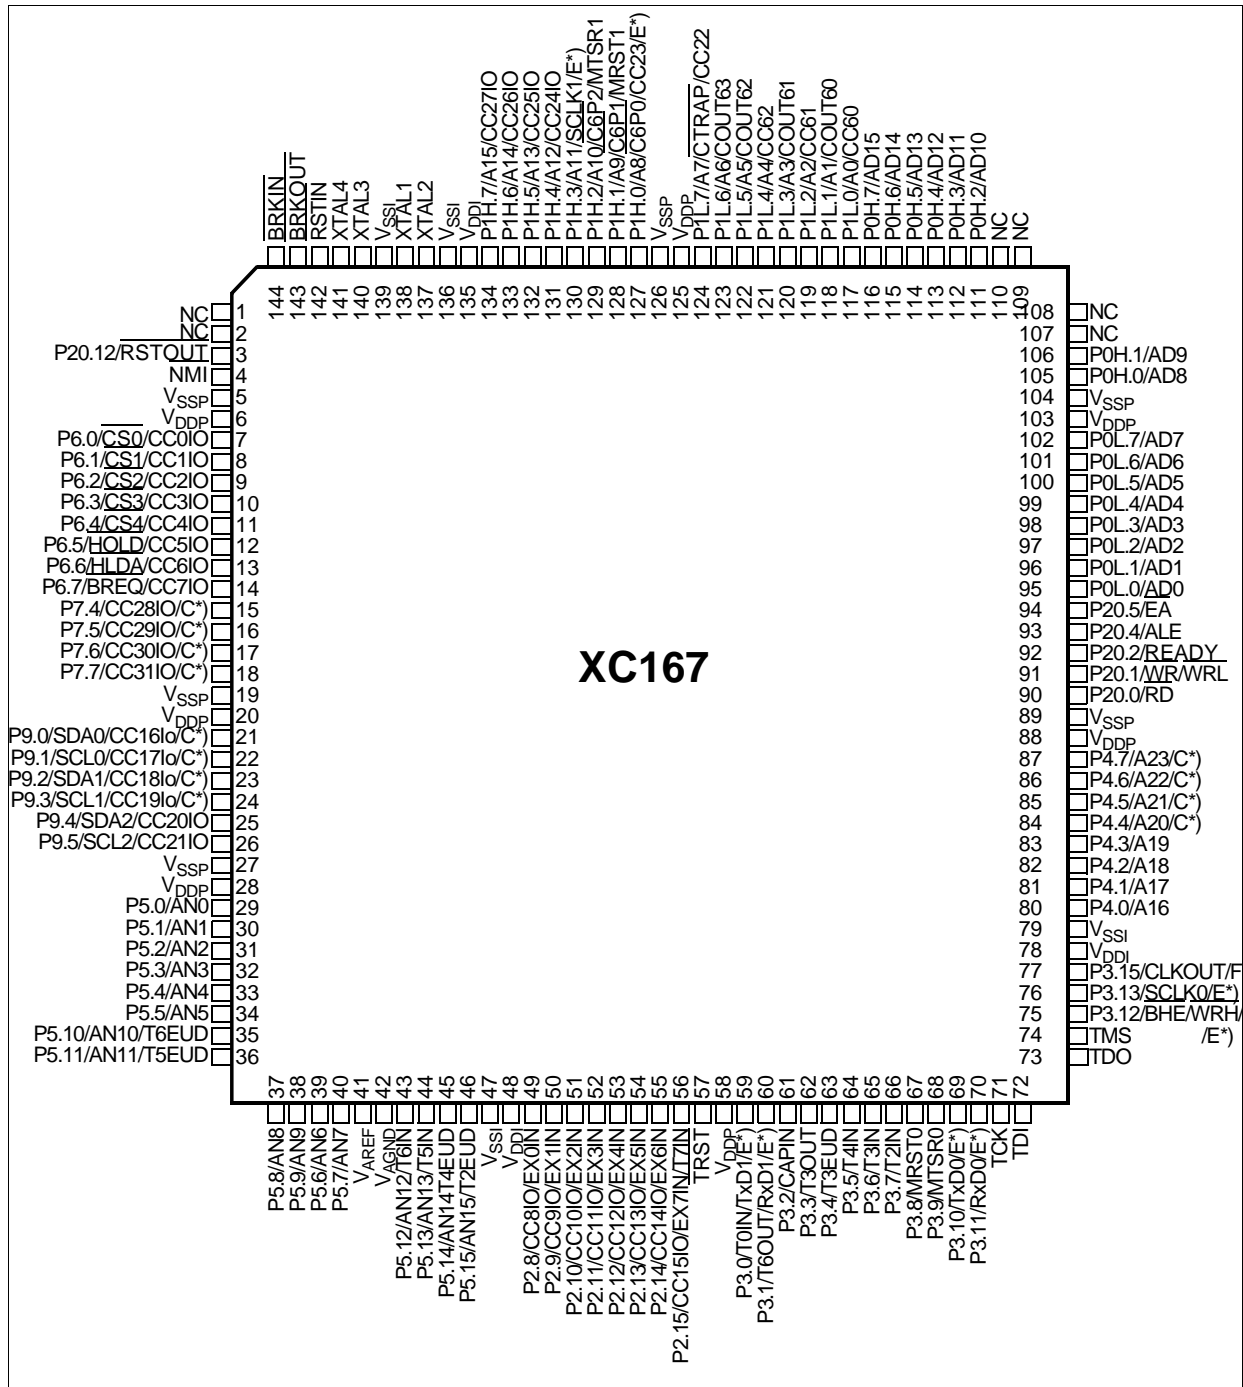 BRKIN
BRKOUT
RSTIN
XTAL4
XTAL3
VSSI
XTAL1
XTAL2
VSSI
VDDI
P1H.7/A15/CC27IO
P1H.6/A14/CC26IO
P1H.5/A13/CC25IO
P1H.4/A12/CC24IO
P1H.3/A11/SCLK1/E*)
P1H.2/A10/C6P2/MTSR1
P1H.1/A9/C6P1/MRST1
P1H.0/A8/C6P0/CC23/E*)
VSSP
VDDP
P1L.7/A7/CTRAP/CC22
P1L.6/A6/COUT63
P1L.5/A5/COUT62
P1L.4/A4/CC62
P1L.3/A3/COUT61
P1L.2/A2/CC61
P1L.1/A1/COUT60
P1L.0/A0/CC60
P0H.7/AD15
P0H.6/AD14
P0H.5/AD13
P0H.4/AD12
P0H.3/AD11
P0H.2/AD10
NC
NC
144
143
142
141
140
139
138
137
136
135
134
133
132
131
130
129
128
127
126
125
124
123
122
121
120
119
118
117
116
115
114
113
112
111
110
109
NC 1
NC 2
P20.12/RSTOUT 3
NMI 4
VSSP 5
VDDP 6
P6.0/CS0/CC0IO 7
P6.1/CS1/CC1IO 8
P6.2/CS2/CC2IO 9
P6.3/CS3/CC3IO 10
P6.4/CS4/CC4IO 11
P6.5/HOLD/CC5IO 12
P6.6/HLDA/CC6IO 13
P6.7/BREQ/CC7IO 14
P7.4/CC28IO/C*) 15
P7.5/CC29IO/C*) 16
P7.6/CC30IO/C*) 17
P7.7/CC31IO/C*) 18
VSSP 19
VDDP 20
P9.0/SDA0/CC16Io/C*) 21
P9.1/SCL0/CC17Io/C*) 22
P9.2/SDA1/CC18Io/C*) 23
P9.3/SCL1/CC19Io/C*) 24
P9.4/SDA2/CC20IO 25
P9.5/SCL2/CC21IO 26
VSSP 27
VDDP 28
P5.0/AN0 29
P5.1/AN1 30
P5.2/AN2 31
P5.3/AN3 32
P5.4/AN4 33
P5.5/AN5 34
P5.10/AN10/T6EUD 35
P5.11/AN11/T5EUD 36
XC167
108 NC
107 NC
106 P0H.1/AD9
105 P0H.0/AD8
104 VSSP
103 VDDP
102 P0L.7/AD7
101 P0L.6/AD6
100 P0L.5/AD5
99 P0L.4/AD4
98 P0L.3/AD3
97 P0L.2/AD2
96 P0L.1/AD1
95 P0L.0/AD0
94 P20.5/EA
93 P20.4/ALE
92 P20.2/READY
91 P20.1/WR/WRL
90 P20.0/RD
89 VSSP
88 VDDP
87 P4.7/A23/C*)
86 P4.6/A22/C*)
85 P4.5/A21/C*)
84 P4.4/A20/C*)
83 P4.3/A19
82 P4.2/A18
81 P4.1/A17
80 P4.0/A16
79 VSSI
78 VDDI
77 P3.15/CLKOUT/F
76 P3.13/SCLK0/E*)
75 P3.12/BHE/WRH/
74 TMS /E*)
73 TDO
37
38
39
40
41
42
43
44
45
46
47
48
49
50
51
52
53
54
55
56
57
58
59
60
61
62
63
64
65
66
67
68
69
70
71
72
P5.8/AN8
P5.9/AN9
P5.6/AN6
P5.7/AN7
VAREF
VAGND
P5.12/AN12/T6IN
P5.13/AN13/T5IN
P5.14/AN14T4EUD
P5.15/AN15/T2EUD
VSSI
VDDI
P2.8/CC8IO/EX0IN
P2.9/CC9IO/EX1IN
P2.10/CC10IO/EX2IN
P2.11/CC11IO/EX3IN
P2.12/CC12IO/EX4IN
P2.13/CC13IO/EX5IN
P2.14/CC14IO/EX6IN
P2.15/CC15IO/EX7IN/T7IN
TRST
VDDP
P3.0/T0IN/TxD1/E*)
P3.1/T6OUT/RxD1/E*)
P3.2/CAPIN
P3.3/T3OUT
P3.4/T3EUD
P3.5/T4IN
P3.6/T3IN
P3.7/T2IN
P3.8/MRST0
P3.9/MTSR0
P3.10/TxD0/E*)
P3.11/RxD0/E*)
TCK
TDI